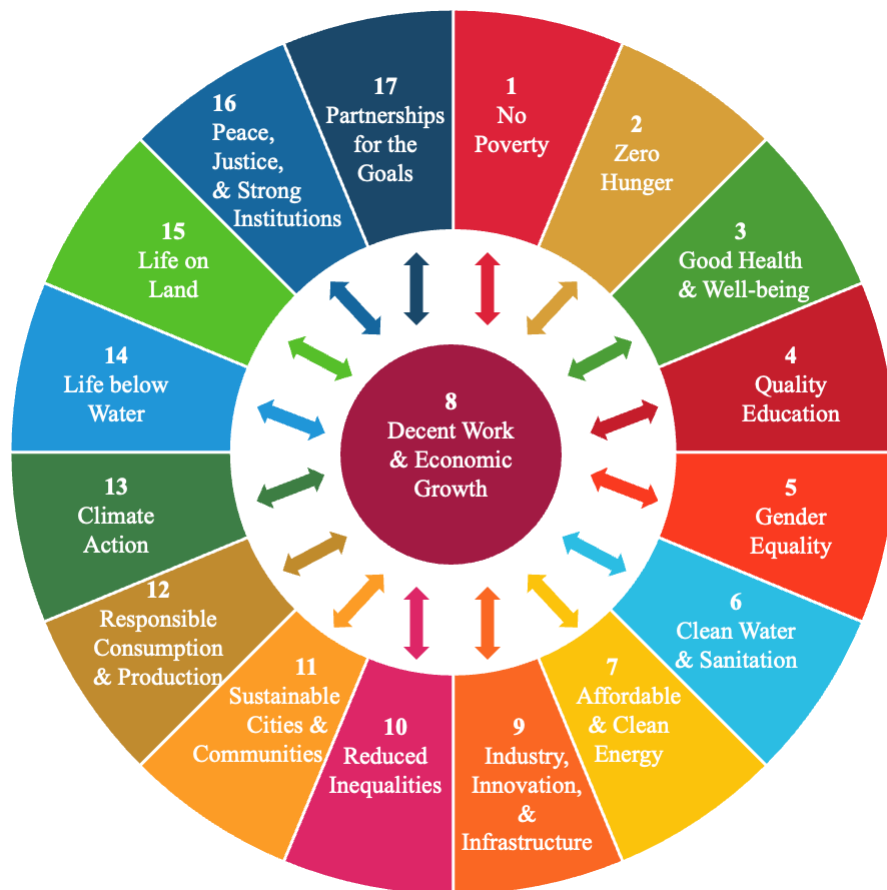 1
No
Poverty
2
Zero
Hunger
3
Good Health
& Well-being
4
Quality
Education
5
Gender
Equality
6
Clean Water
& Sanitation
7
Affordable
& Clean
Energy
8
Decent Work
& Economic
Growth
9
Industry,
Innovation,
&
Infrastructure
10
Reduced
Inequalities
11
Sustainable
Cities &
Communities
12
Responsible
Consumption
& Production
13
Climate
Action
14
Life below
Water
15
Life on
Land
16
Peace,
Justice,
& Strong
Institutions
17
Partnerships
for the
Goals